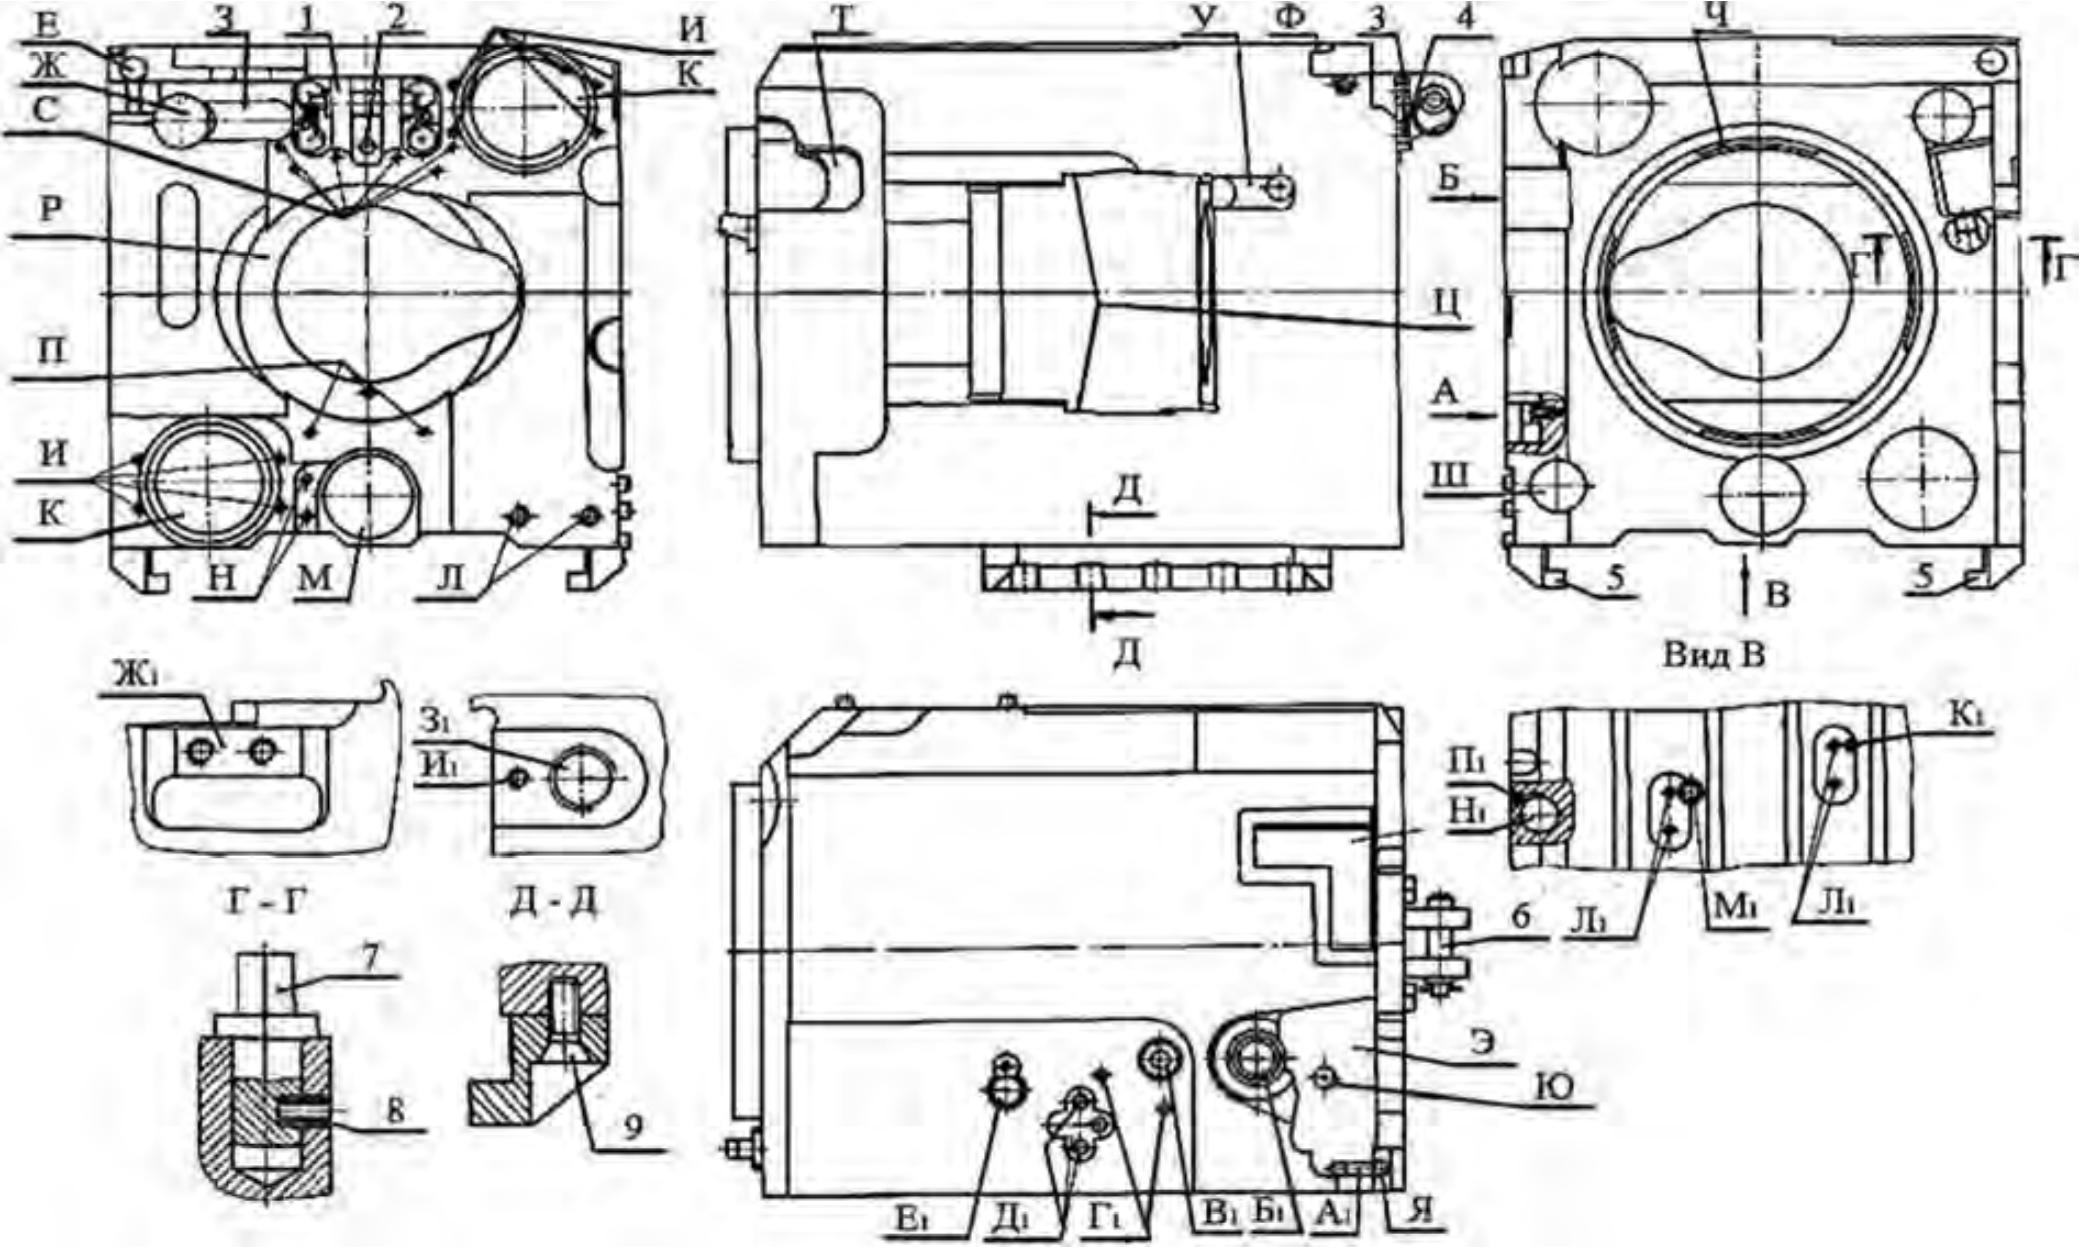 Е З 1 2 И
Ж К
С
Р
П
И
К
Н М Л
Т У Ф 3 4
Ц
Д
Д
Ч
Б
А
Ш
Г Г
5 5
В
Вид В
Ж1
З1
И1
Г - Г Д - Д
7
8
9
6
Э
Ю
Е1 Д1 Г1 В1 Б1 А1 Я
К1
П1
Н1
Л1 М1 Л1